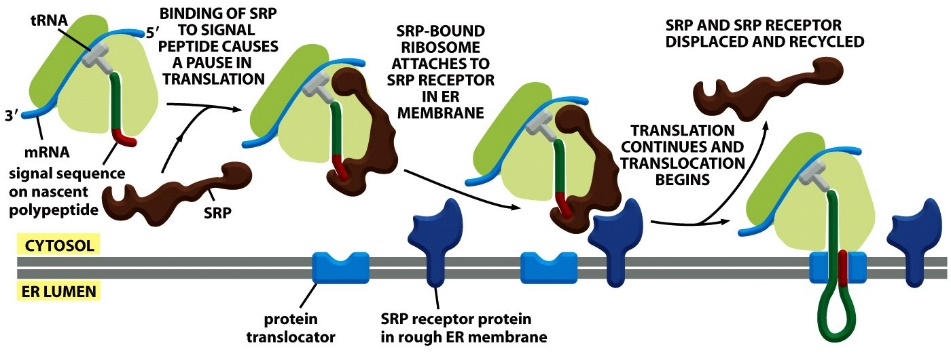 tRNA
5′
3′
mRNA
signal sequence
on nascent
polypeptide
BINDING OF SRP
TO SIGNAL
PEPTIDE CAUSES
A PAUSE IN
TRANSLATION
SRP
SRP-BOUND
RIBOSOME
ATTACHES TO
SRP RECEPTOR
IN ER
MEMBRANE
TRANSLATION
CONTINUES AND
TRANSLOCATION
BEGINS
SRP AND SRP RECEPTOR
DISPLACED AND RECYCLED
CYTOSOL
ER LUMEN
protein
translocator
SRP receptor protein
in rough ER membrane